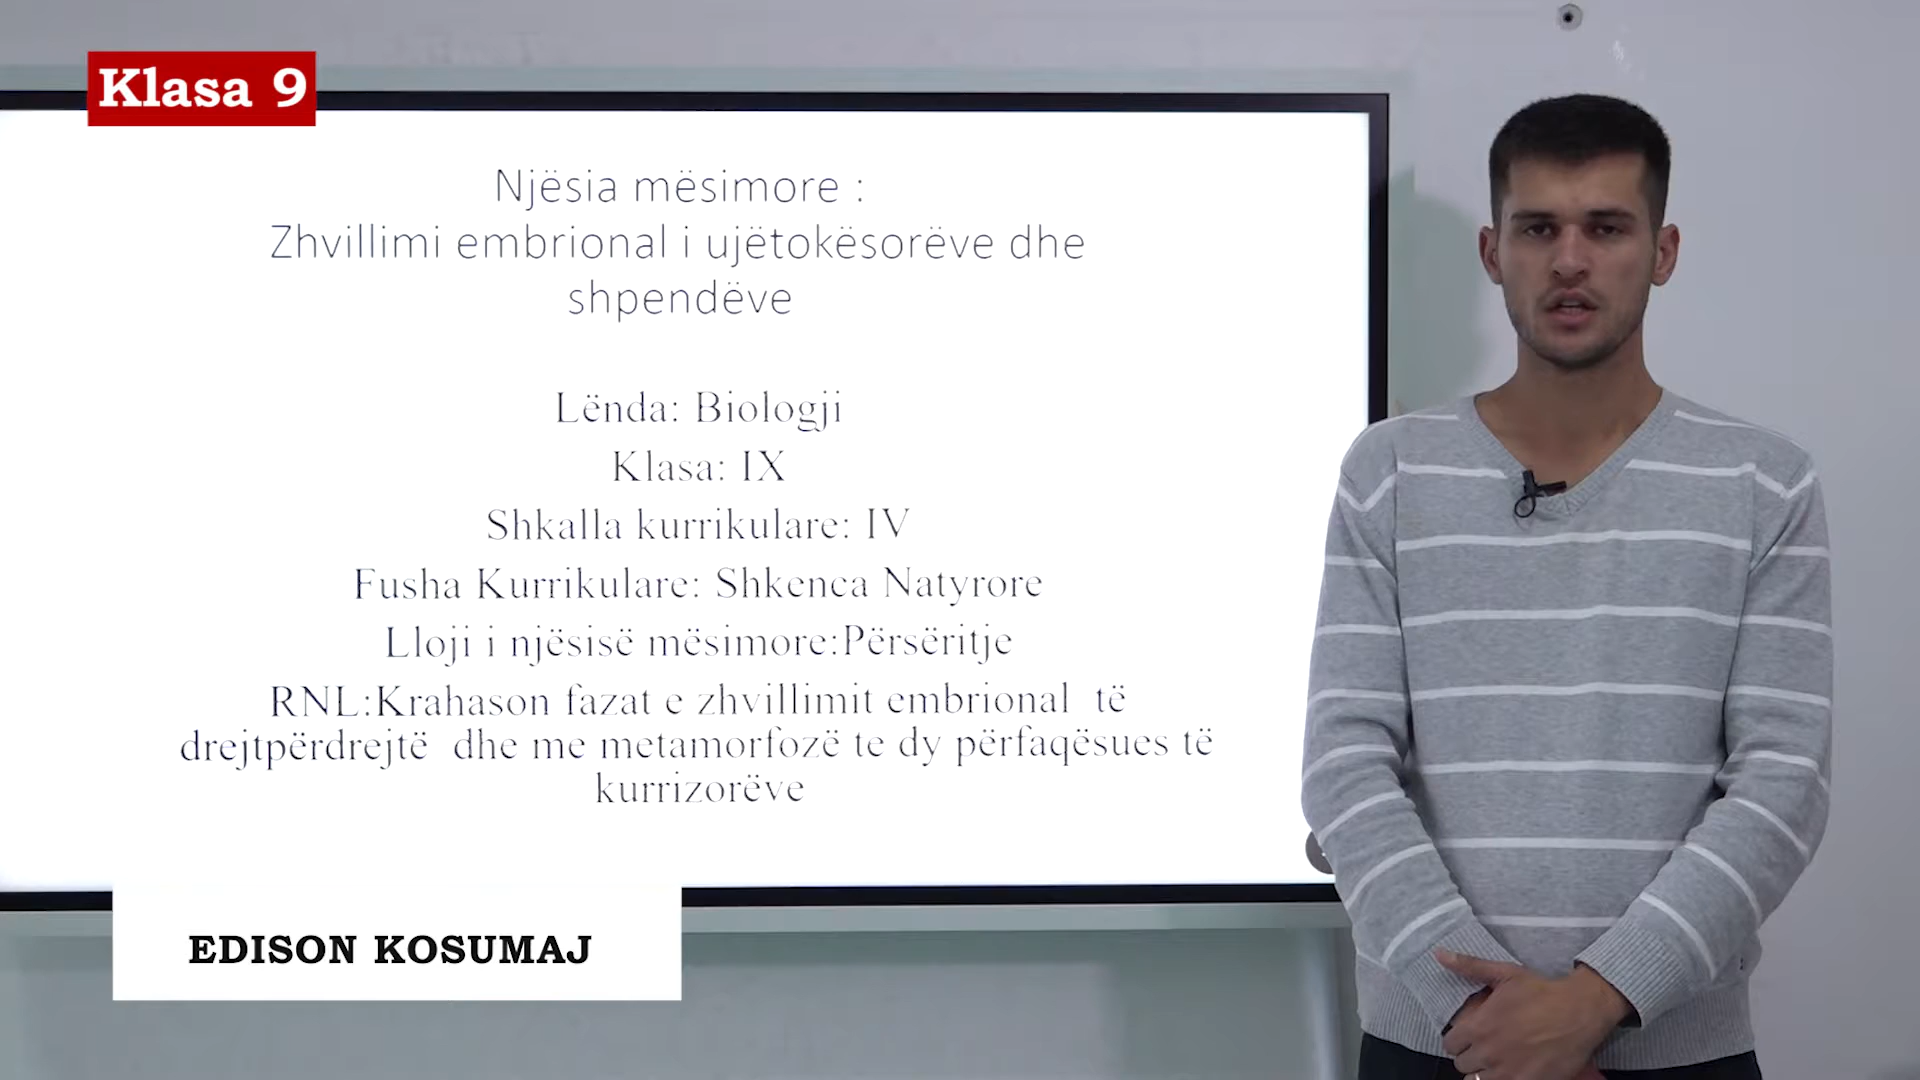 Klasa 9
Njësia mësimore :
Zhvillimi embrional i ujëtokësorëve dhe
shpendëve
Lënda: Biologji
Klasa: IX
Shkalla kurrikulare: IV
Fusha Kurrikulare: Shkenca Natyrore
Lloji i njësisë mësimore:Përsëritje
RNL:Krahason fazat e zhvillimit embrional të
drejtpërdrejtë dhe me metamorfozë te dy përfaqësues të
kurrizorëve
EDISON KOSUMAJ